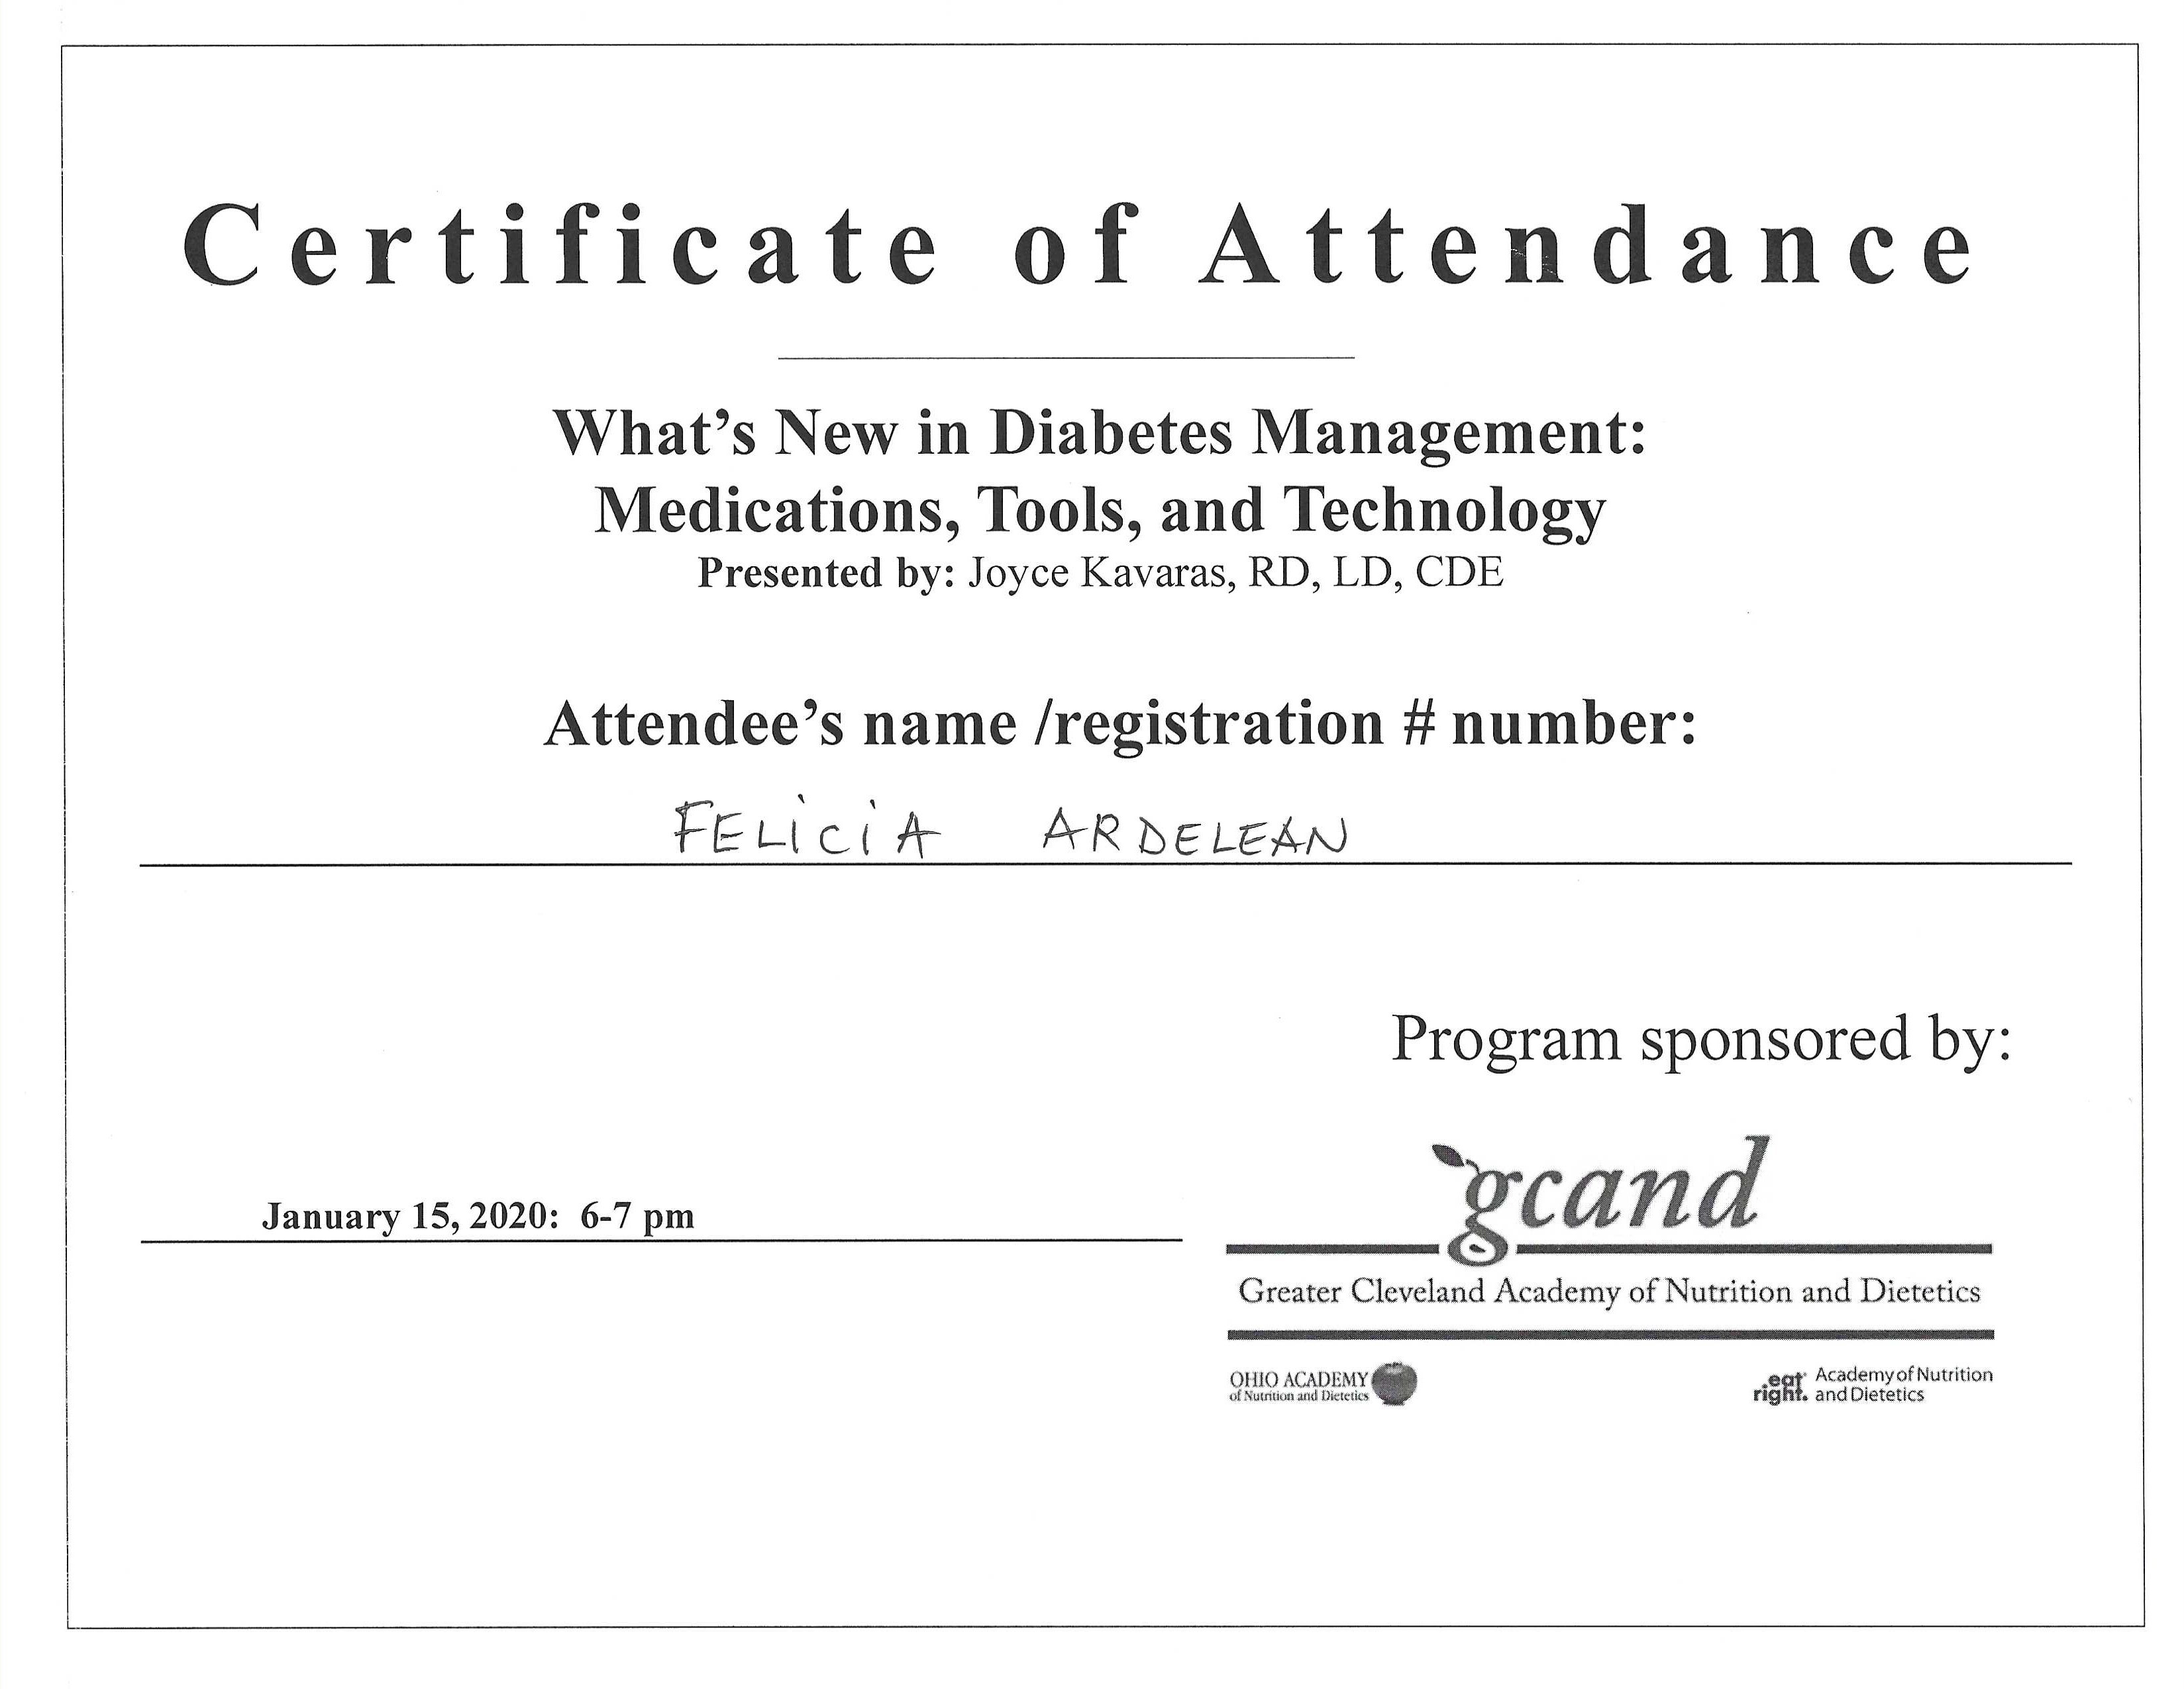 Certificate of Attendance
What's New in Diabetes Management:
Medications, Tools, and Technology
Presented by: Joyce Kavaras, RD, LD, CDE
Attendee's name /registration # number:
FELICIA ARDELEAN
Program sponsored by:
gcand
January 15, 2020: 6-7 pm
Greater Cleveland Academy of Nutrition and Dietetics
OHIO ACADEMY
of Nutrition and Dietetics
eat right. Academy of Nutrition
and Dietetics